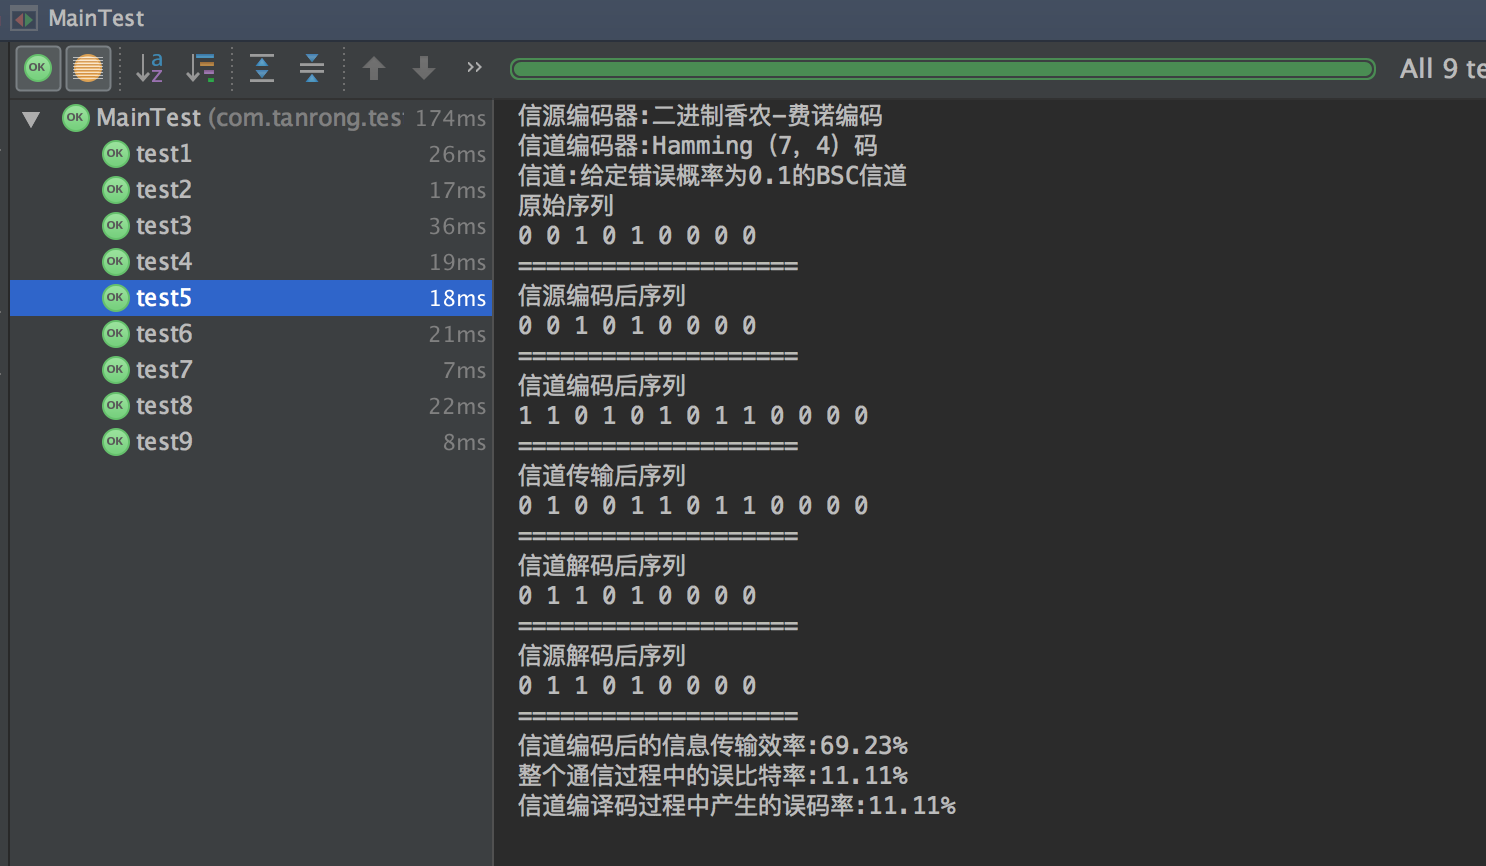 MainTest
All 9 te
MainTest (com.tanrong.tes 174ms
test1 26ms
test2 17ms
test3 36ms
test4 19ms
test5 18ms
test6 21ms
test7 7ms
test8 22ms
test9 8ms
信源编码器:二进制香农-费诺编码
信道编码器:Hamming（7，4）码
信道:给定错误概率为0.1的BSC信道
原始序列
0 0 1 0 1 0 0 0 0
====================
信源编码后序列
0 0 1 0 1 0 0 0 0
====================
信道编码后序列
1 1 0 1 0 1 0 1 1 0 0 0 0
====================
信道传输后序列
0 1 0 0 1 1 0 1 1 0 0 0 0
====================
信道解码后序列
0 1 1 0 1 0 0 0 0
====================
信源解码后序列
0 1 1 0 1 0 0 0 0
====================
信道编码后的信息传输效率:69.23%
整个通信过程中的误比特率:11.11%
信道编译码过程中产生的误码率:11.11%